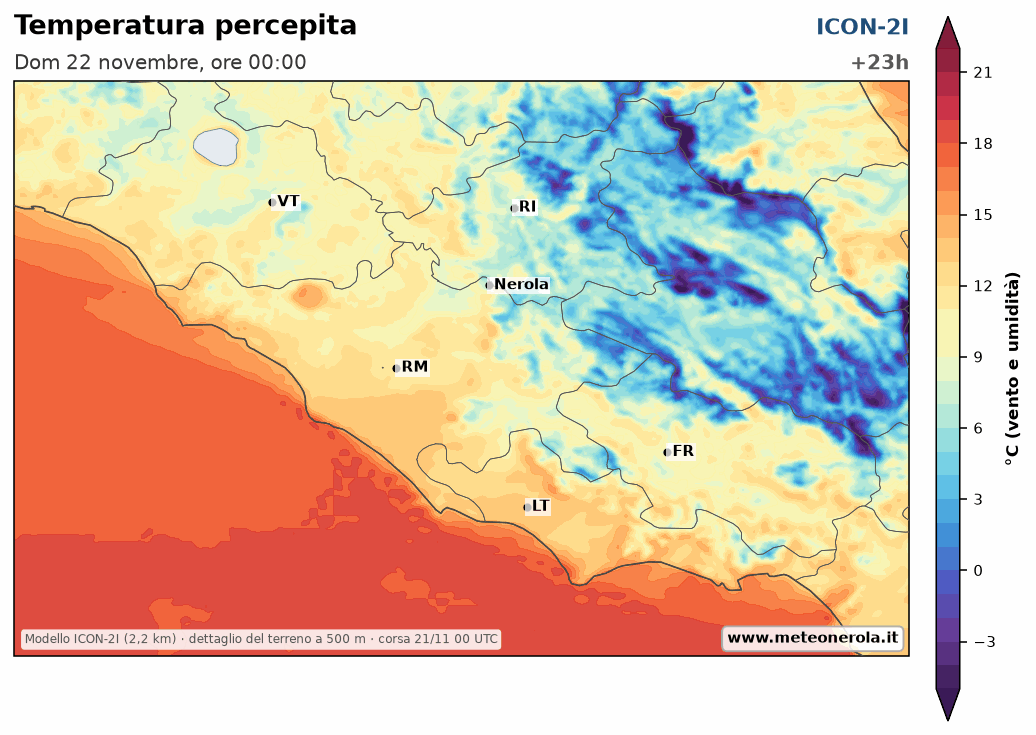 Temperatura percepita
ICON-2I
Dom 22 novembre, ore 00:00
+23h
VT
RI
Nerola
RM
FR
LT
21
18
15
12
9
6
3
0
−3
°C (vento e umidità)
Modello ICON-2I (2,2 km) · dettaglio del terreno a 500 m · corsa 21/11 00 UTC
www.meteonerola.it